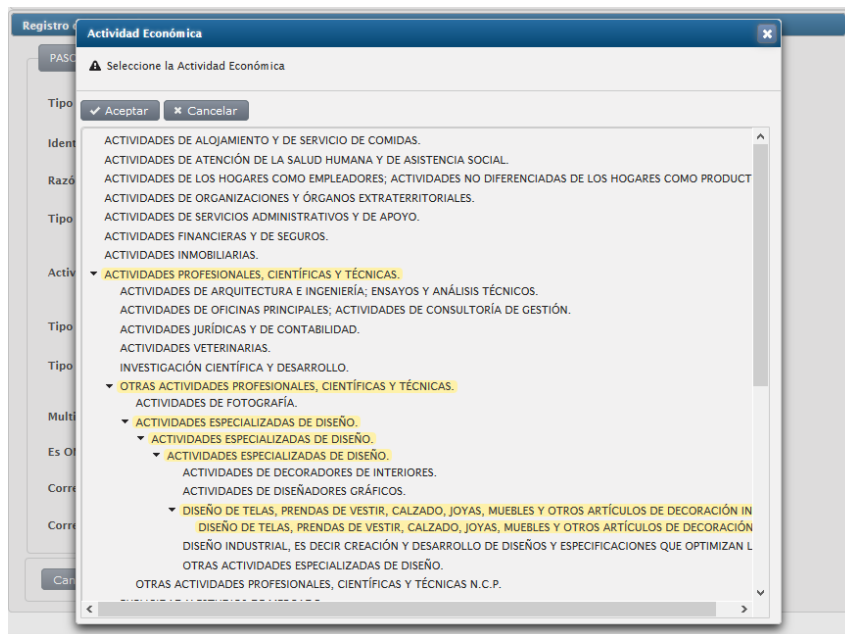 Registro
Actividad Económica
PASO
Seleccione la Actividad Económica
Aceptar
Cancelar
Tipo
Ident
Razó
Tipo
Activ
Tipo
Tipo
Multi
Es
Corre
Corre
Can
ACTIVIDADES DE ALOJAMIENTO Y DE SERVICIO DE COMIDAS.
ACTIVIDADES DE ATENCIÓN DE LA SALUD HUMANA Y DE ASISTENCIA SOCIAL.
ACTIVIDADES DE LOS HOGARES COMO EMPLEADORES; ACTIVIDADES NO DIFERENCIADAS DE LOS HOGARES COMO PRODUCT
ACTIVIDADES DE ORGANIZACIONES Y ÓRGANOS EXTRATERRITORIALES.
ACTIVIDADES DE SERVICIOS ADMINISTRATIVOS Y DE APOYO.
ACTIVIDADES FINANCIERAS Y DE SEGUROS.
ACTIVIDADES INMOBILIARIAS.
ACTIVIDADES PROFESIONALES, CIENTÍFICAS Y TÉCNICAS.
ACTIVIDADES DE ARQUITECTURA E INGENIERÍA; ENSAYOS Y ANÁLISIS TÉCNICOS.
ACTIVIDADES DE OFICINAS PRINCIPALES; ACTIVIDADES DE CONSULTORÍA DE GESTIÓN.
ACTIVIDADES JURÍDICAS Y DE CONTABILIDAD.
ACTIVIDADES VETERINARIAS.
INVESTIGACIÓN CIENTÍFICA Y DESARROLLO.
OTRAS ACTIVIDADES PROFESIONALES, CIENTÍFICAS Y TÉCNICAS.
ACTIVIDADES DE FOTOGRAFÍA.
ACTIVIDADES ESPECIALIZADAS DE DISEÑO.
ACTIVIDADES ESPECIALIZADAS DE DISEÑO.
ACTIVIDADES ESPECIALIZADAS DE DISEÑO.
ACTIVIDADES DE DECORADORES DE INTERIORES.
ACTIVIDADES DE DISEÑADORES GRÁFICOS.
DISEÑO DE TELAS, PRENDAS DE VESTIR, CALZADO, JOYAS, MUEBLES Y OTROS ARTÍCULOS DE DECORACIÓN IN
DISEÑO DE TELAS, PRENDAS DE VESTIR, CALZADO, JOYAS, MUEBLES Y OTROS ARTÍCULOS DE DECORACIÓN
DISEÑO INDUSTRIAL, ES DECIR CREACIÓN Y DESARROLLO DE DISEÑOS Y ESPECIFICACIONES QUE OPTIMIZAN L
OTRAS ACTIVIDADES ESPECIALIZADAS DE DISEÑO.
OTRAS ACTIVIDADES PROFESIONALES, CIENTÍFICAS Y TÉCNICAS N.C.P.